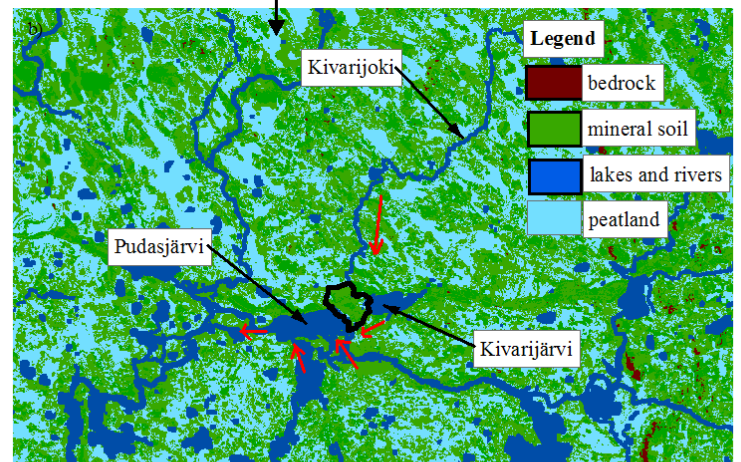 b)
Legend
Kivarijoki
bedrock
mineral soil
lakes and rivers
peatland
Pudasjärvi
Kivarijärvi